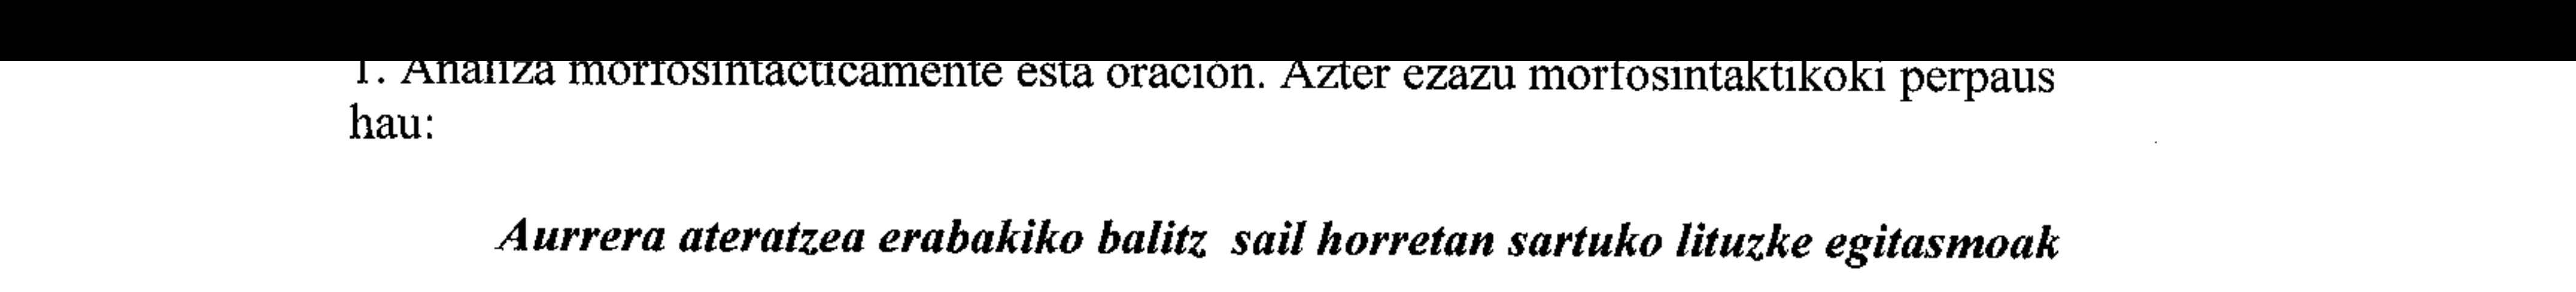 1. Analiza morfosintácticamente esta oración. Azter ezazu morfosintaktikoki perpaus
hau:
Aurrera ateratzea erabakiko balitz sail horretan sartuko lituzke egitasmoak